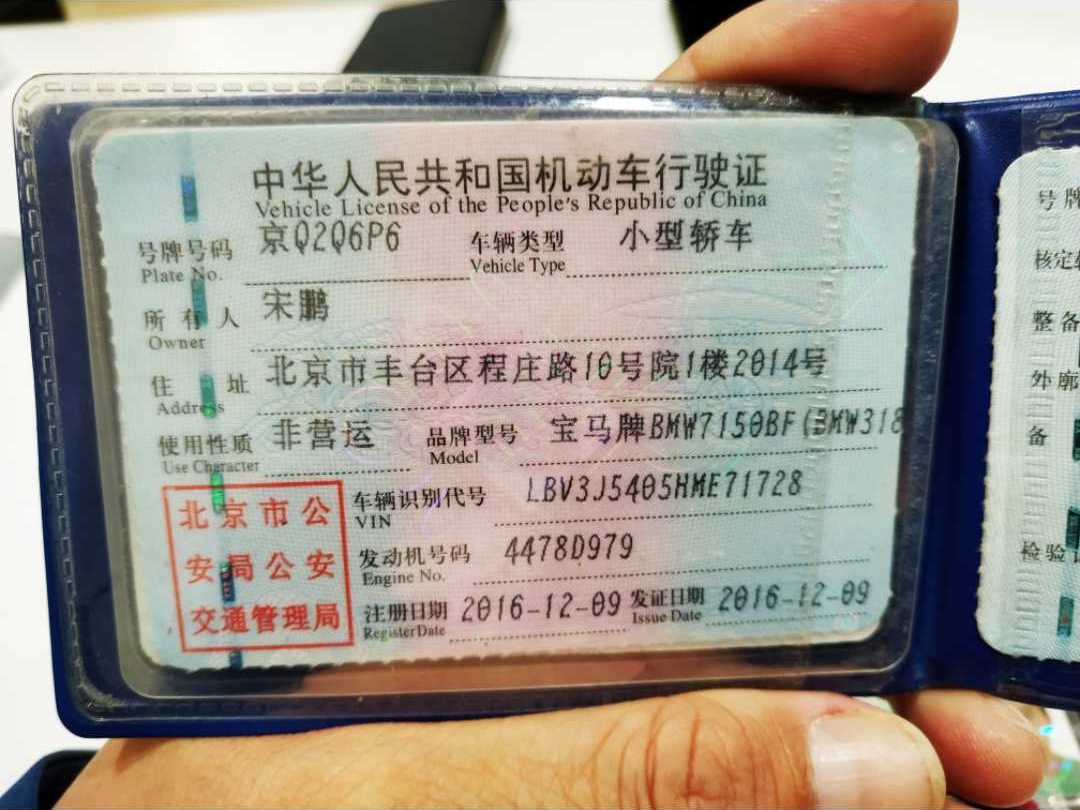 中华人民共和国机动车行驶证
Vehicle License of the People's Republic of China
号牌号码 京Q2Q6P6 车辆类型 小型轿车
Plate No. Vehicle Type
所有人 宋鹏
Owner
住址 北京市丰台区程庄路10号院1楼2014号
Address
使用性质 非营运 品牌型号 宝马牌BMW7150BF(BMW318
Use Character Model
北京市公
安局公安
交通管理局
车辆识别代号 LBV3J5405HME71728
VIN
发动机号码 4478D979
Engine No.
注册日期 2016-12-09 发证日期 2016-12-09
Register Date Issue Date
号牌
核定
整备
外廓
备
检验